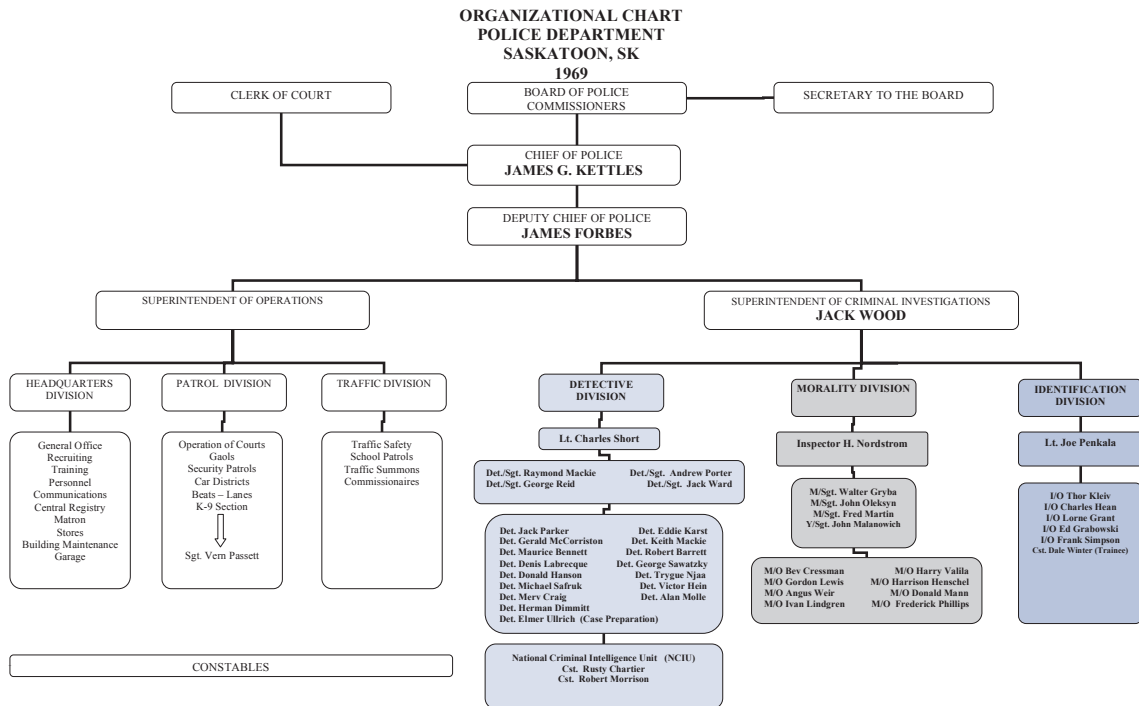 ORGANIZATIONAL CHART
POLICE DEPARTMENT
SASKATOON, SK
1969
CLERK OF COURT
BOARD OF POLICE
COMMISSIONERS
SECRETARY TO THE BOARD
CHIEF OF POLICE
JAMES G. KETTLES
DEPUTY CHIEF OF POLICE
JAMES FORBES
SUPERINTENDENT OF OPERATIONS
SUPERINTENDENT OF CRIMINAL INVESTIGATIONS
JACK WOOD
HEADQUARTERS
DIVISION
General Office
Recruiting
Training
Personnel
Communications
Central Registry
Matron
Stores
Building Maintenance
Garage
PATROL DIVISION
Operation of Courts
Gaols
Security Patrols
Car Districts
Beats – Lanes
K-9 Section
Sgt. Vern Passett
TRAFFIC DIVISION
Traffic Safety
School Patrols
Traffic Summons
Commissionaires
CONSTABLES
DETECTIVE
DIVISION
Lt. Charles Short
Det./Sgt. Raymond Mackie Det./Sgt. Andrew Porter
Det./Sgt. George Reid Det./Sgt. Jack Ward
Det. Jack Parker Det. Eddie Karst
Det. Gerald McCorriston Det. Keith Mackie
Det. Maurice Bennett Det. Robert Barrett
Det. Denis Labrecque Det. George Sawatzky
Det. Donald Hanson Det. Trygue Njaa
Det. Michael Safruk Det. Victor Hein
Det. Merv Craig Det. Alan Molle
Det. Herman Dimmitt
Det. Elmer Ullrich (Case Preparation)
National Criminal Intelligence Unit (NCIU)
Cst. Rusty Chartier
Cst. Robert Morrison
MORALITY DIVISION
Inspector H. Nordstrom
M/Sgt. Walter Gryba
M/Sgt. John Oleksyn
M/Sgt. Fred Martin
Y/Sgt. John Malanowich
M/O Bev Cressman M/O Harry Valila
M/O Gordon Lewis M/O Harrison Henschel
M/O Angus Weir M/O Donald Mann
M/O Ivan Lindgren M/O Frederick Phillips
IDENTIFICATION
DIVISION
Lt. Joe Penkala
I/O Thor Kleiv
I/O Charles Hean
I/O Lorne Grant
I/O Ed Grabowski
I/O Frank Simpson
Cst. Dale Winter (Trainee)